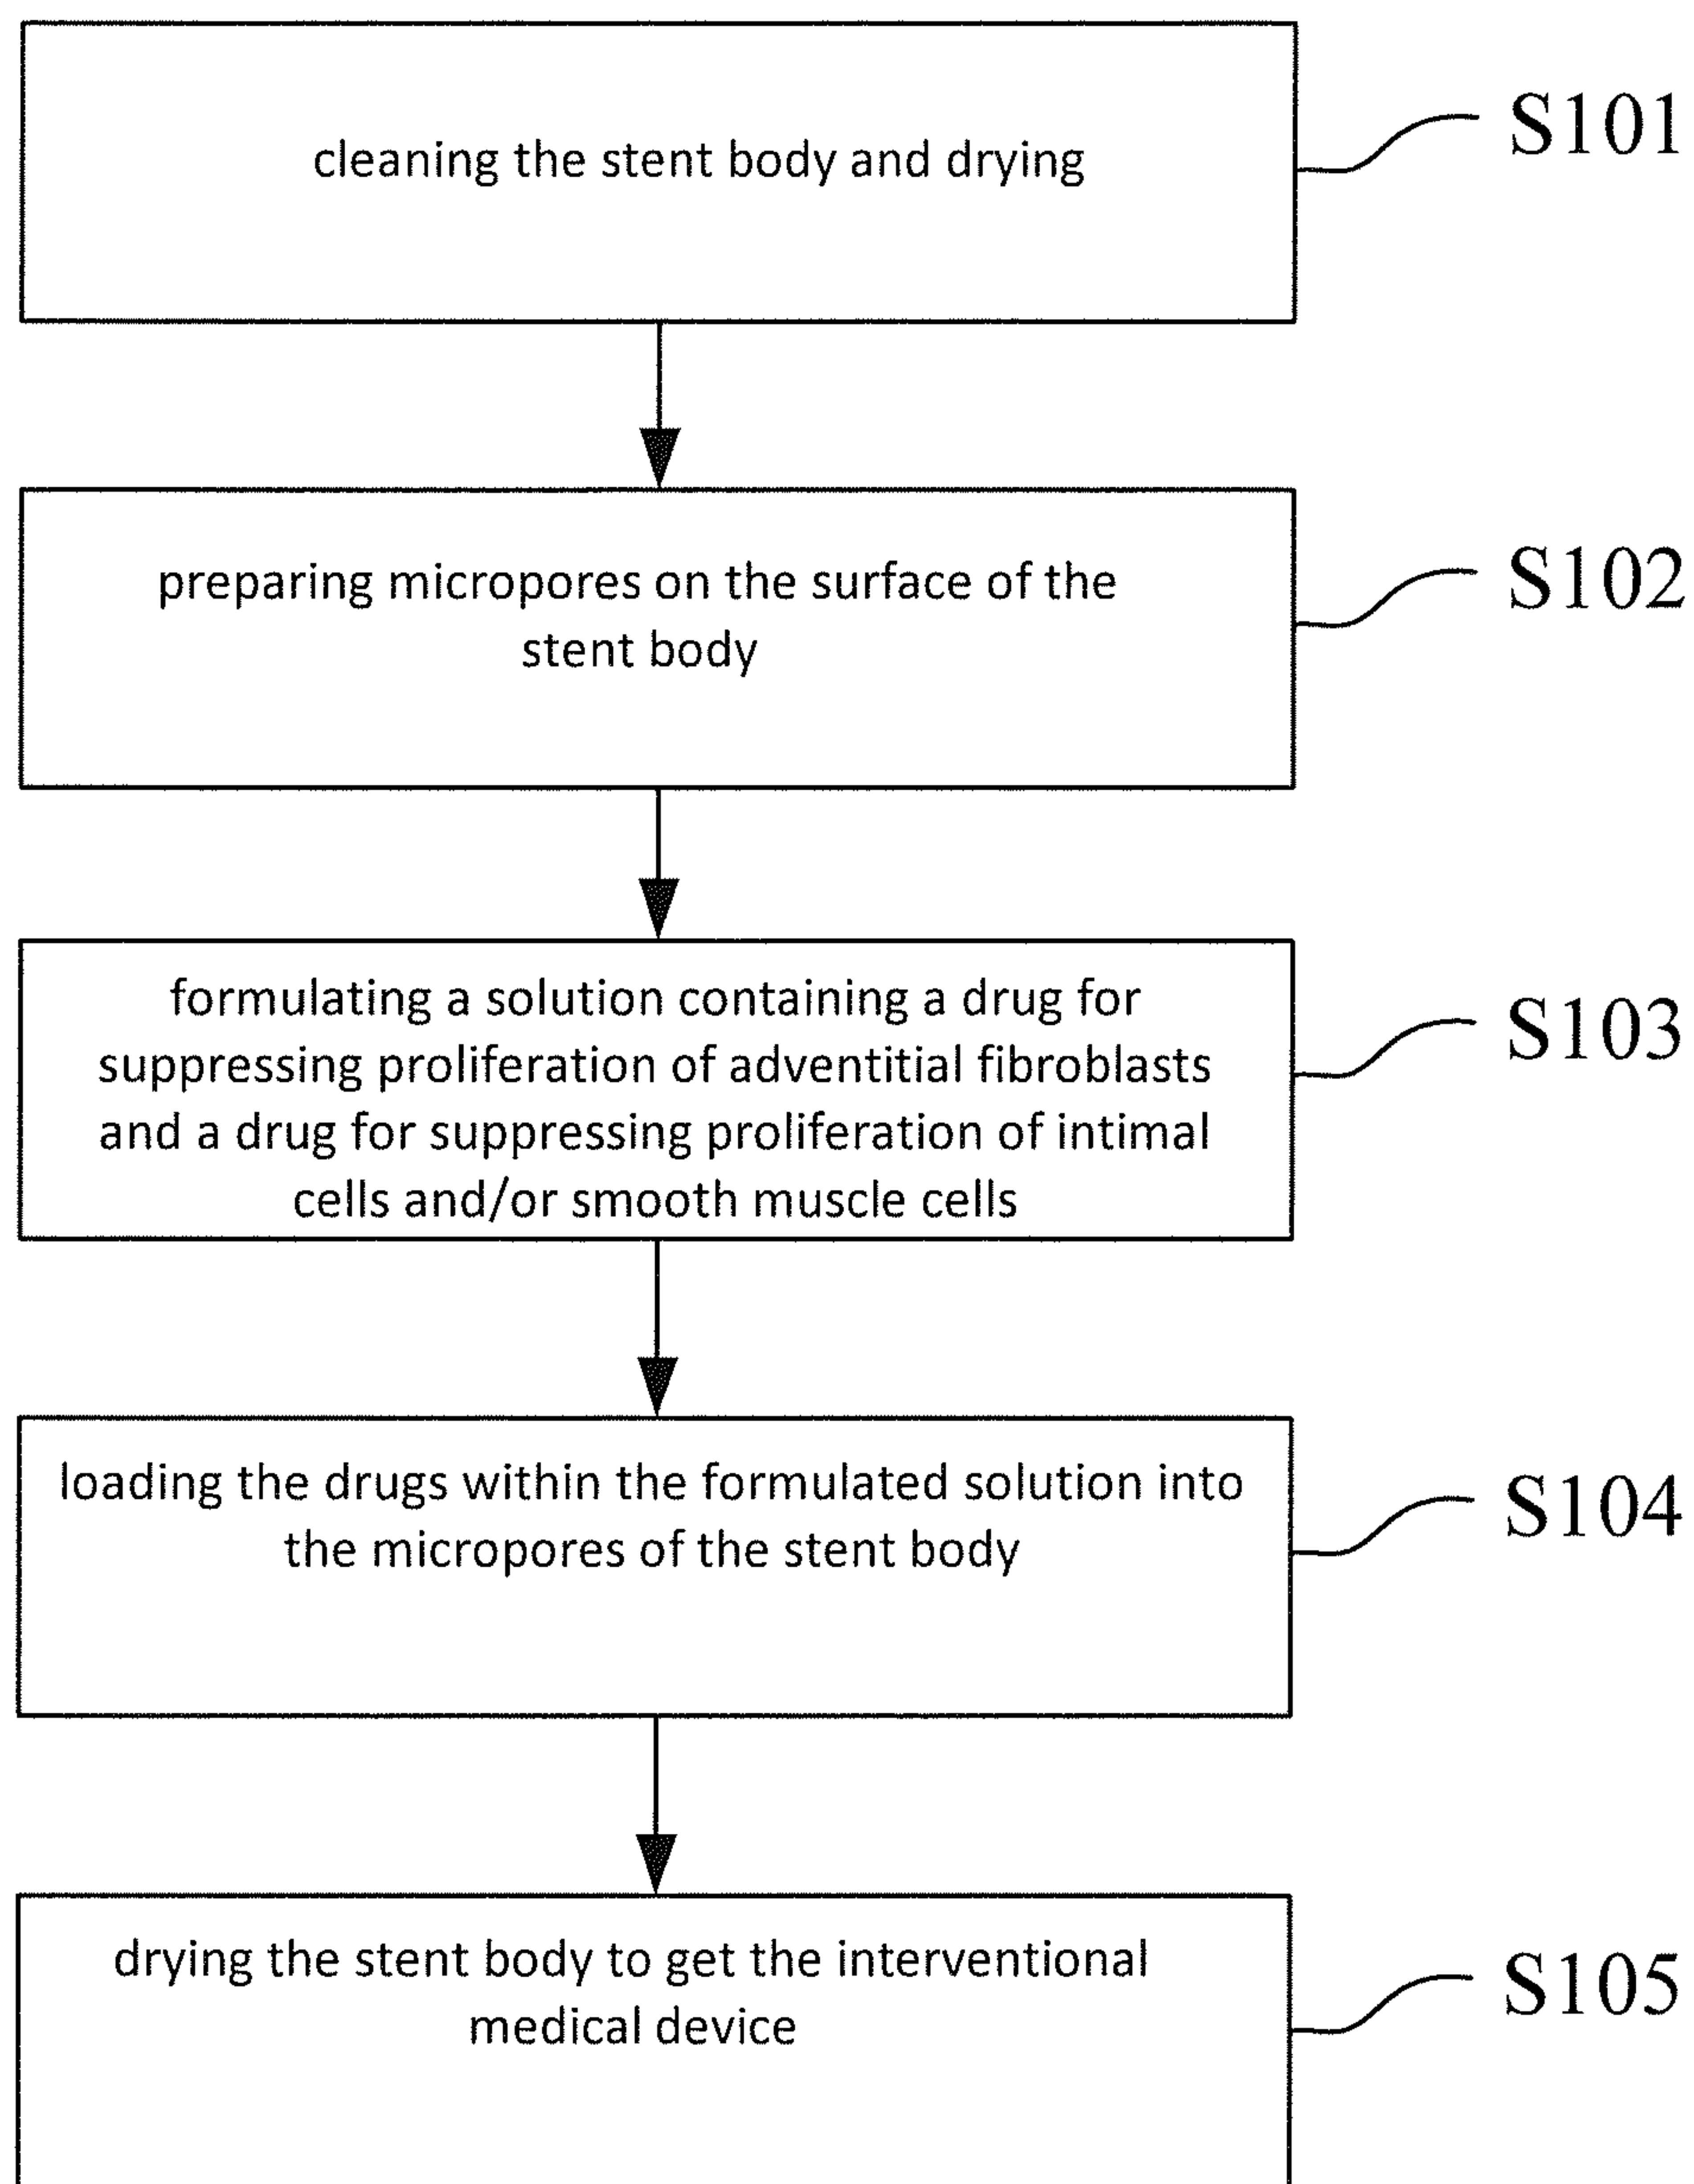 cleaning the stent body and drying
S101
preparing micropores on the surface of the
stent body
S102
formulating a solution containing a drug for
suppressing proliferation of adventitial fibroblasts
and a drug for suppressing proliferation of intimal
cells and/or smooth muscle cells
S103
loading the drugs within the formulated solution into
the micropores of the stent body
S104
drying the stent body to get the interventional
medical device
S105